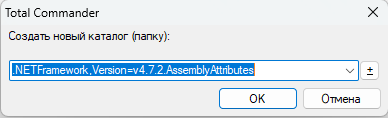 Total Commander
Создать новый каталог (папку):
.NETFramework,Version=v4.7.2.AssemblyAttributes
±
OK
Отмена